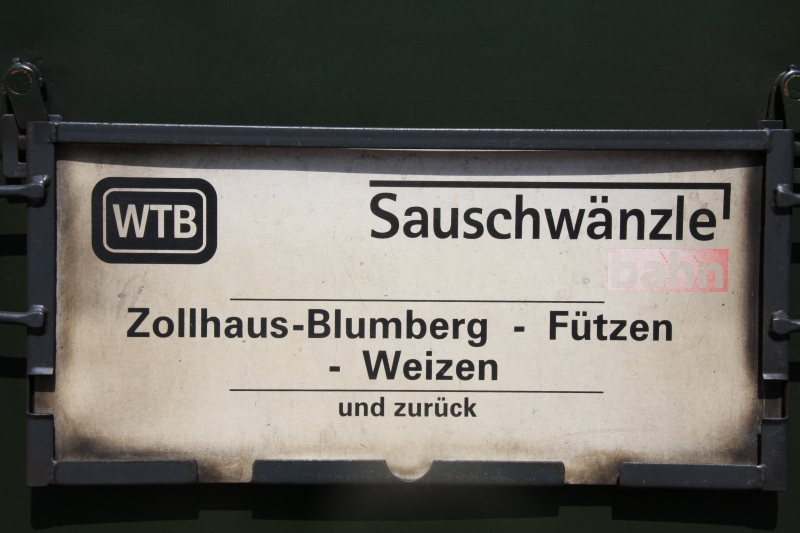 WTB
Sauschwänzle
bahn
Zollhaus-Blumberg - Fützen
- Weizen
und zurück